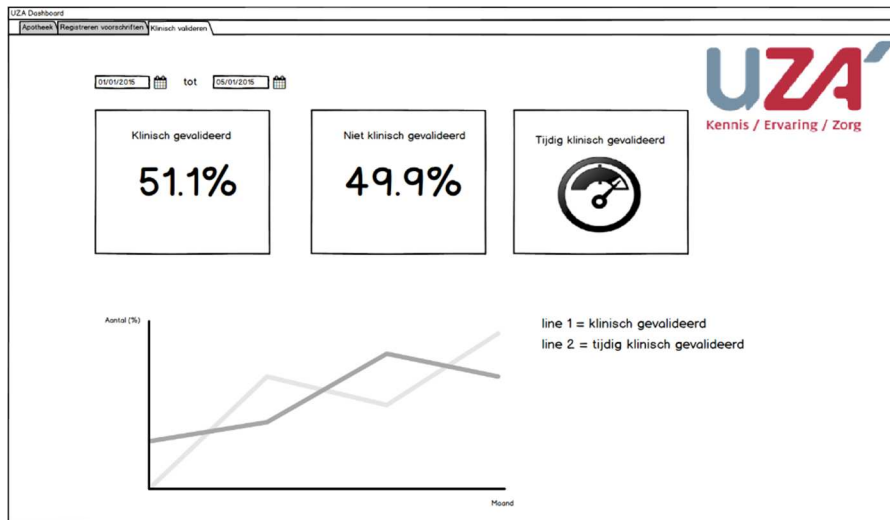 UZA Dashboard
Apotheek Registreren voorschriften Klinisch valideren
01/01/2015 tot 05/01/2015
UZA'
Kennis / Ervaring / Zorg
Klinisch gevalideerd
51.1%
Niet klinisch gevalideerd
49.9%
Tijdig klinisch gevalideerd
Aantal (%)
line 1 = klinisch gevalideerd
line 2 = tijdig klinisch gevalideerd
Maand